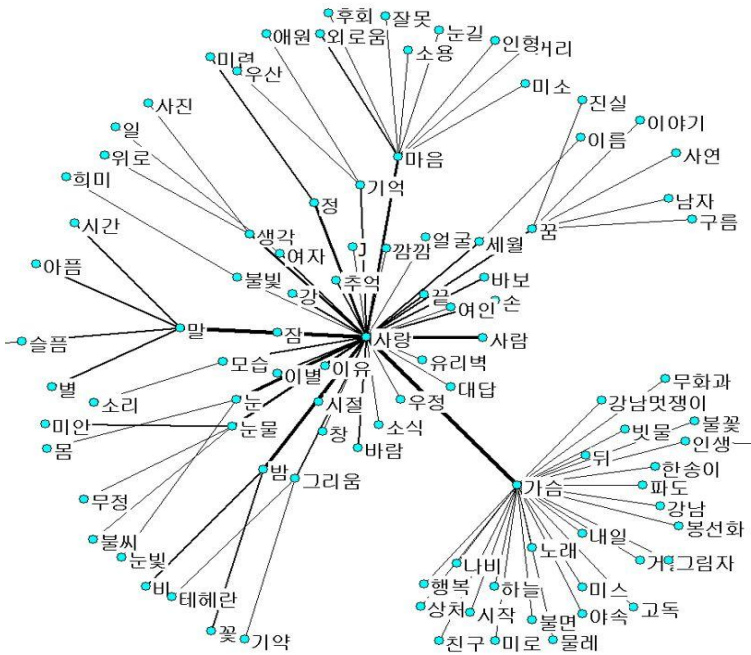 후회
잘못
애원
외로움
눈길
인형
거리
미련
우산
소용
미소
사진
진실
일
이야기
이름
위로
마음
사연
희미
기억
남자
정
구름
시간
생각
얼굴
세월
꿈
여자
J
깜깜
아픔
불빛
추억
바보
강
끝
손
여인
말
잠
사랑
사람
슬픔
모습
이유
유리벽
별
이별
대답
무화과
소리
눈
시절
우정
강남멋쟁이
미안
눈물
창
소식
빗물
불꽃
몸
바람
인생
뒤
밤
한송이
그리움
가슴
파도
무정
강남
봉선화
불씨
내일
노래
눈빛
나비
그림자
비
행복
하늘
미스
테헤란
상처
시작
야속
고독
불면
꽃
기약
친구
미로
물레